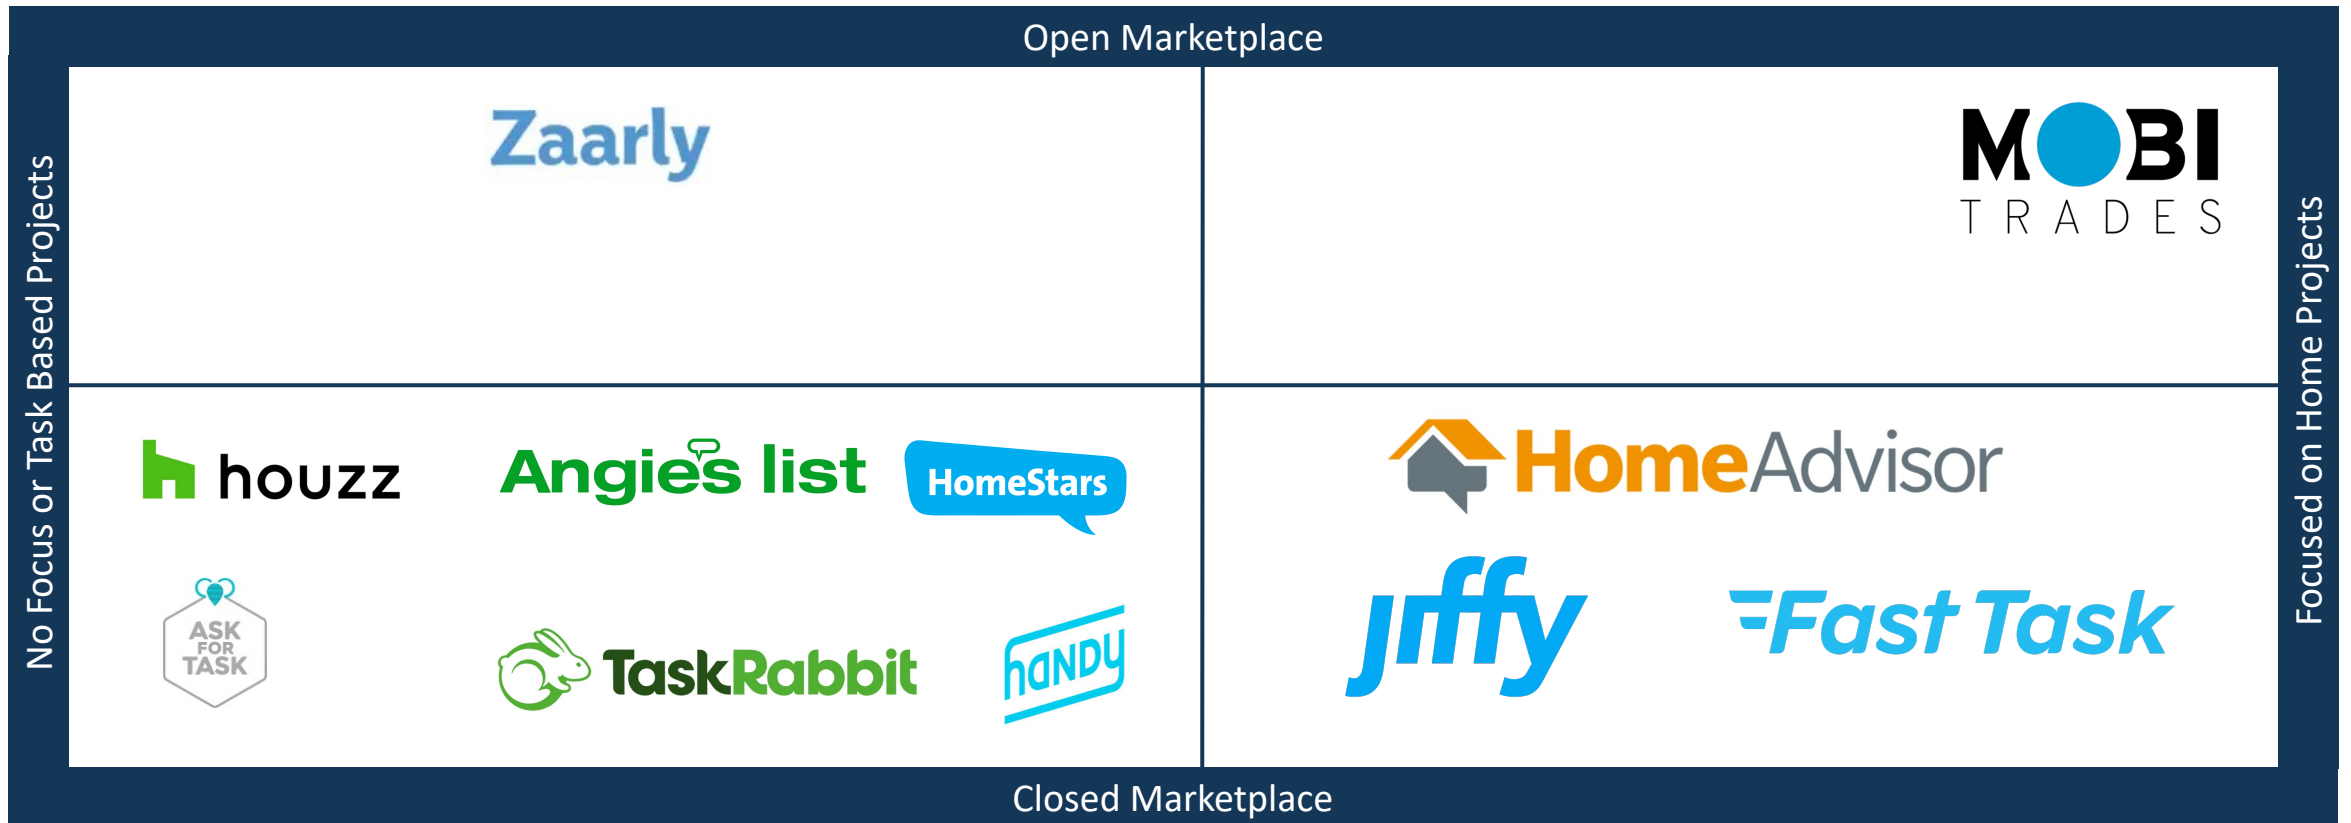 Open Marketplace
No Focus or Task Based Projects
Zaarly
MOBI
TRADES
Focused on Home Projects
houzz
Angie's list
HomeStars
HomeAdvisor
ASK
FOR
TASK
TaskRabbit
HANDY
jiffy
Fast Task
Closed Marketplace